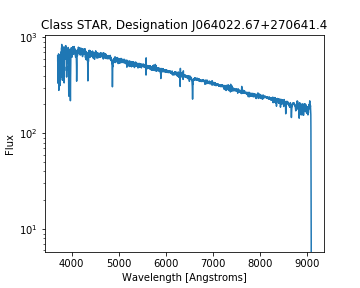 Class STAR, Designation J064022.67+270641.4
10³
10²
10¹
Flux
4000 5000 6000 7000 8000 9000
Wavelength [Angstroms]